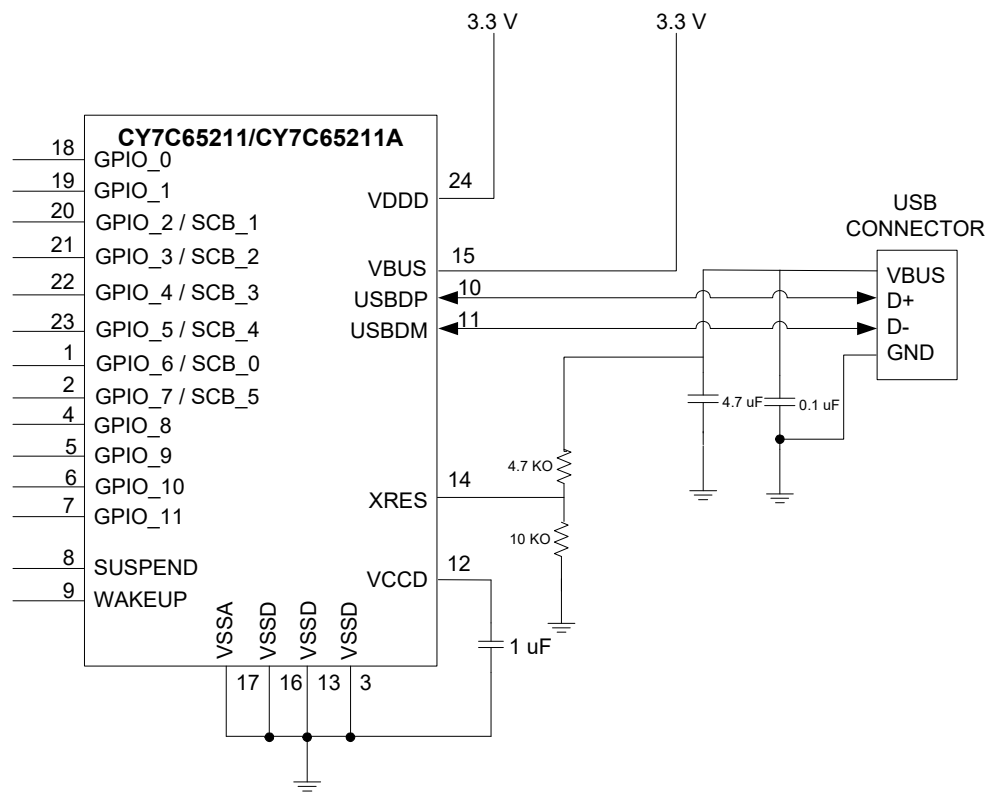 3.3 V
3.3 V
CY7C65211/CY7C65211A
18
GPIO_0
19
GPIO_1
20
GPIO_2 / SCB_1
21
GPIO_3 / SCB_2
22
GPIO_4 / SCB_3
23
GPIO_5 / SCB_4
1
GPIO_6 / SCB_0
2
GPIO_7 / SCB_5
4
GPIO_8
5
GPIO_9
6
GPIO_10
7
GPIO_11
8
SUSPEND
9
WAKEUP
VDDD
24
VBUS
15
USBDP
10
USBDM
11
XRES
14
VCCD
12
VSSA
VSSD
VSSD
VSSD
17
16
13
3
1 uF
4.7 KO
10 KO
4.7 uF
0.1 uF
USB
CONNECTOR
VBUS
D+
D-
GND